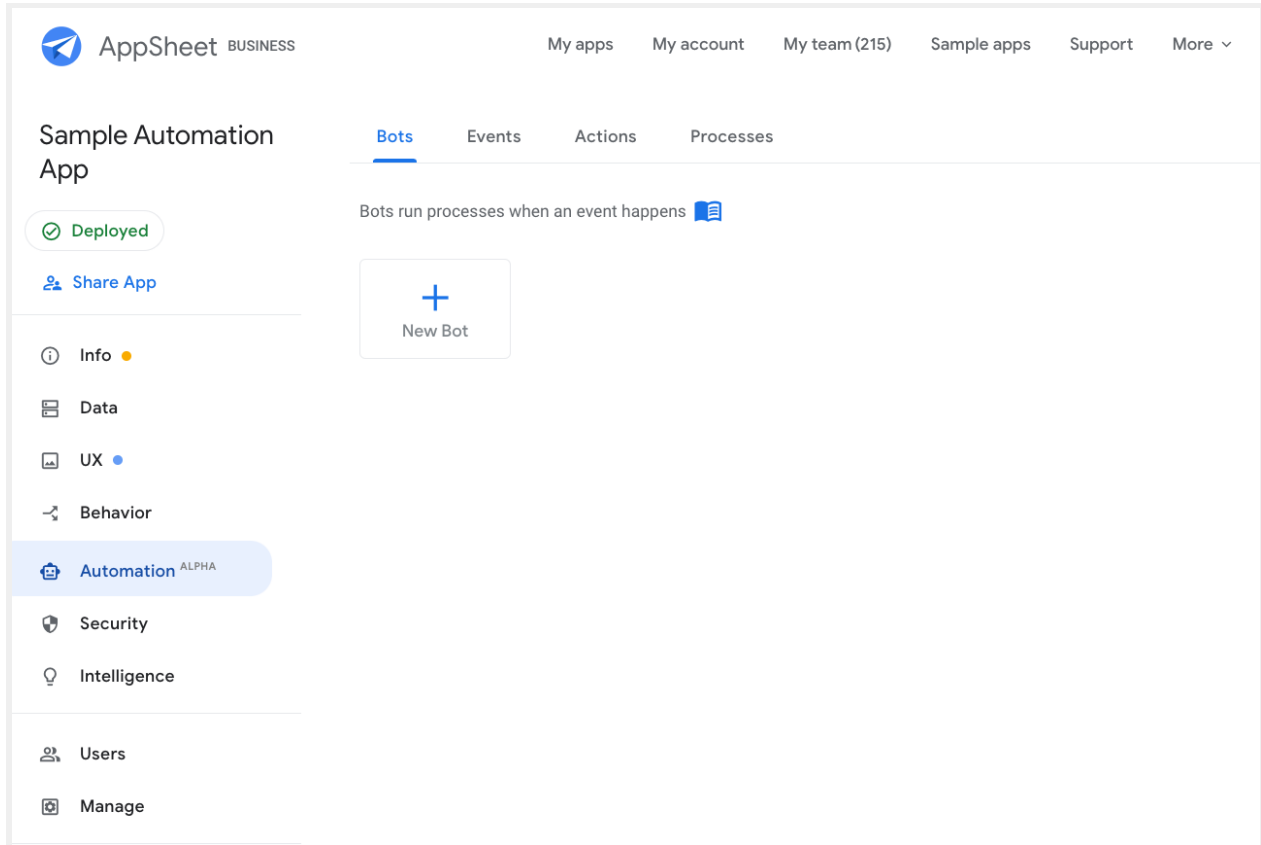 AppSheet BUSINESS
My apps My account My team (215) Sample apps Support More
Sample Automation
App
Deployed
Share App
Info
Data
UX
Behavior
Automation ALPHA
Security
Intelligence
Users
Manage
Bots Events Actions Processes
Bots run processes when an event happens
New Bot